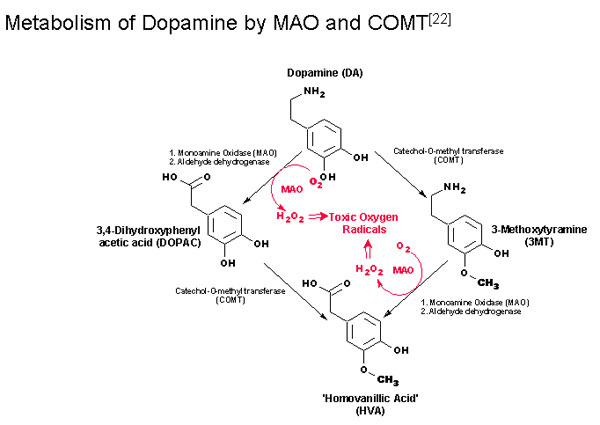 Metabolism of Dopamine by MAO and COMT[22]
Dopamine (DA)
NH2
1. Monoamine Oxidase (MAO)
2. Aldehyde dehydrogenase
Catechol-O-methyl transferase
(COMT)
OH
OH
O2
MAO
HO
O
H2O2
Toxic Oxygen
Radicals
NH2
3,4-Dihydroxyphenyl
acetic acid (DOPAC)
OH
OH
3-Methoxytyramine
(3MT)
OH
O
CH3
O2
H2O2
MAO
Catechol-O-methyl transferase
(COMT)
HO
O
1. Monoamine Oxidase (MAO)
2. Aldehyde dehydrogenase
OH
O
CH3
'Homovanillic Acid'
(HVA)